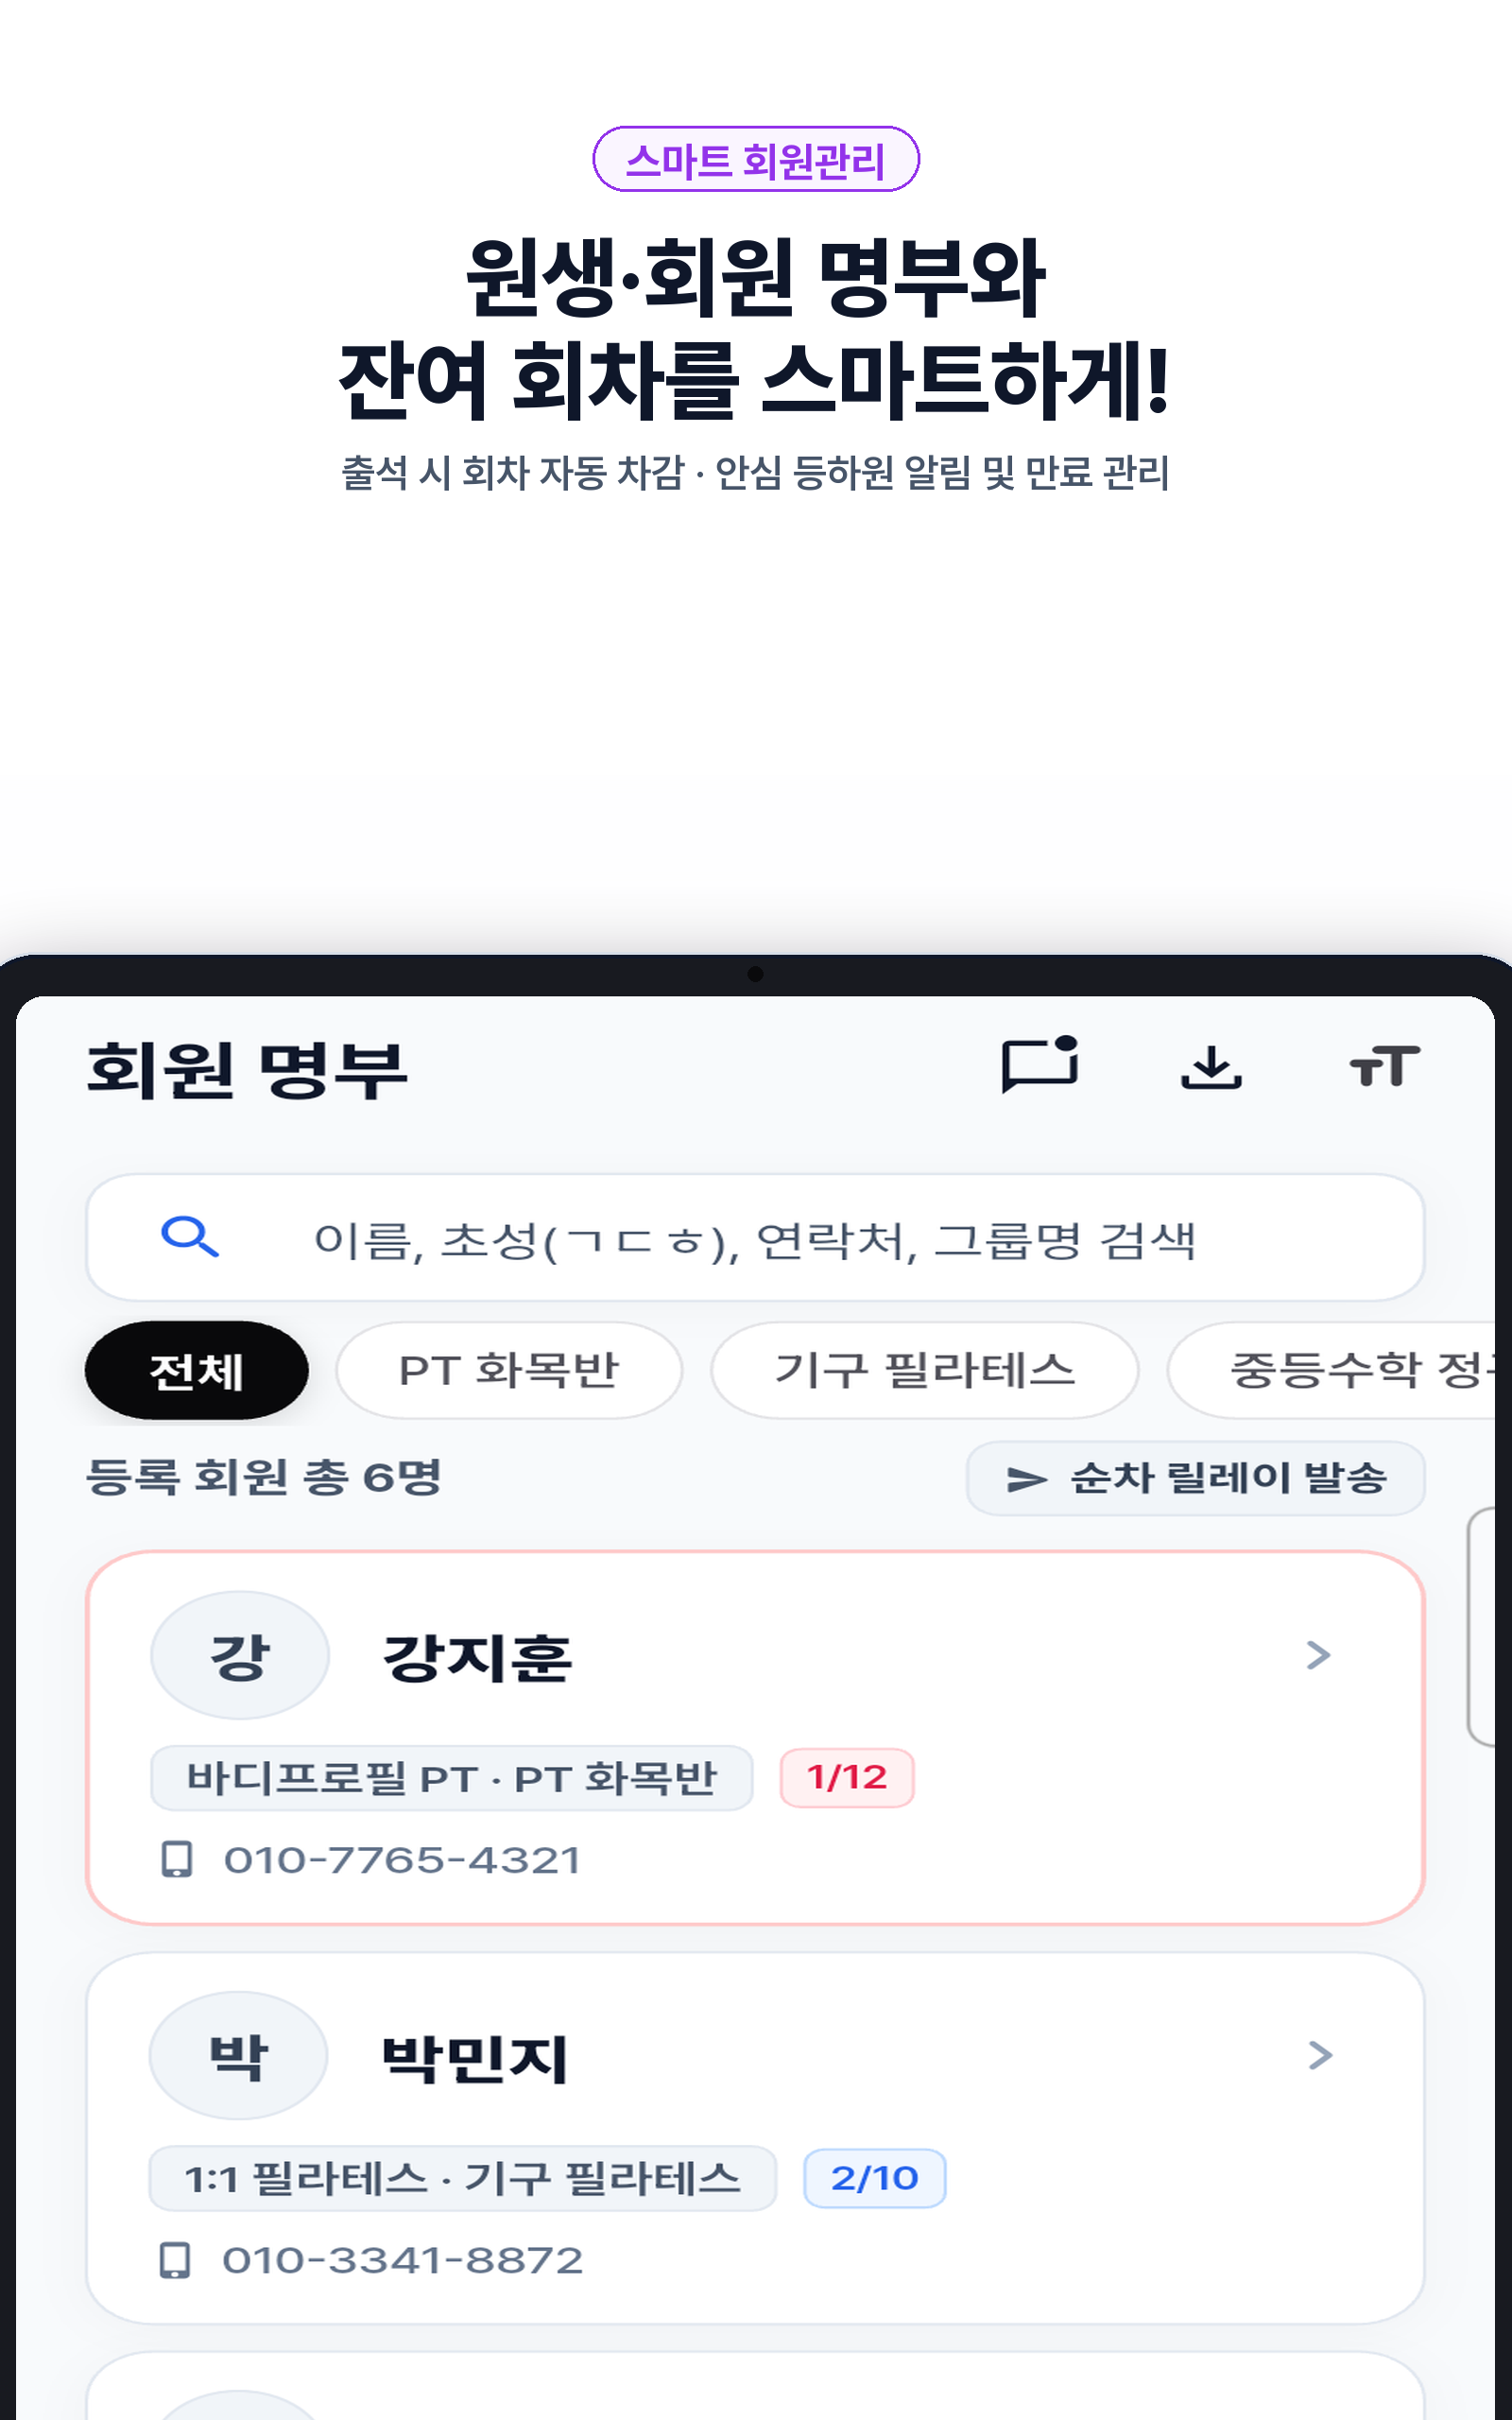 스마트 회원관리
원생·회원 명부와
잔여 회차를 스마트하게!
출석 시 회차 자동 차감 · 안심 등하원 알림 및 만료 관리
회원 명부
이름, 초성(ㄱㄷㅎ), 연락처, 그룹명 검색
전체 PT 화목반 기구 필라테스 중등수학
등록 회원 총 6명 순차 릴레이 발송
강 강지훈
바디프로필 PT · PT 화목반 1/12
010-7765-4321
박 박민지
1:1 필라테스 · 기구 필라테스 2/10
010-3341-8872